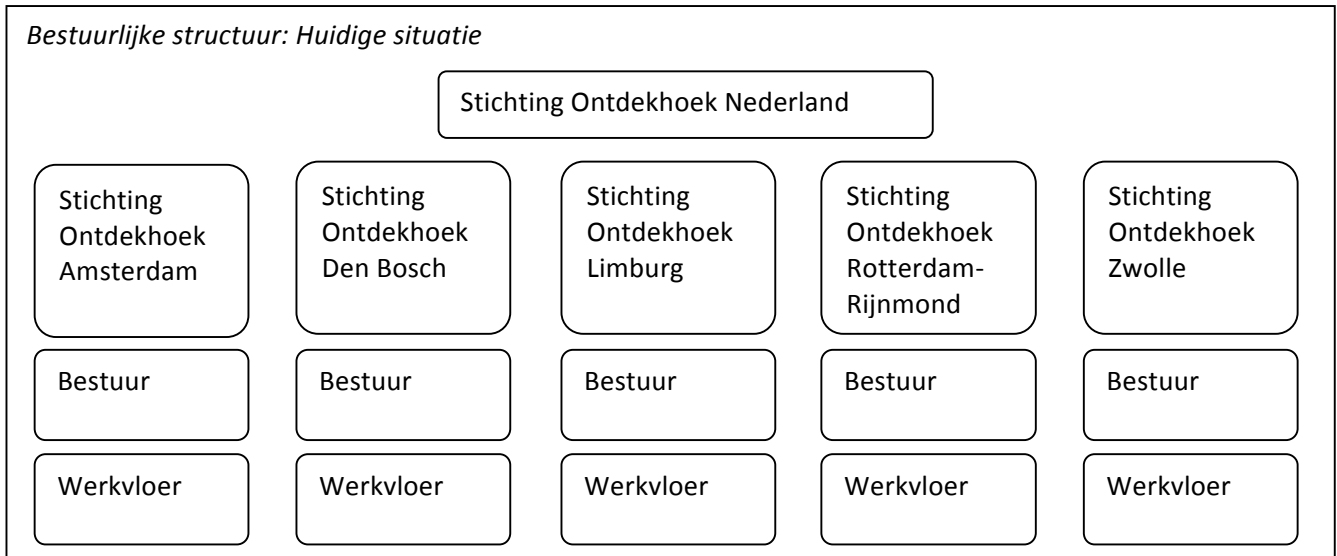 Bestuurlijke structuur: Huidige situatie
Stichting Ontdekhoek Nederland
Stichting
Ontdekhoek
Amsterdam
Stichting
Ontdekhoek
Den Bosch
Stichting
Ontdekhoek
Limburg
Stichting
Ontdekhoek
Rotterdam-
Rijnmond
Stichting
Ontdekhoek
Zwolle
Bestuur
Bestuur
Bestuur
Bestuur
Bestuur
Werkvloer
Werkvloer
Werkvloer
Werkvloer
Werkvloer